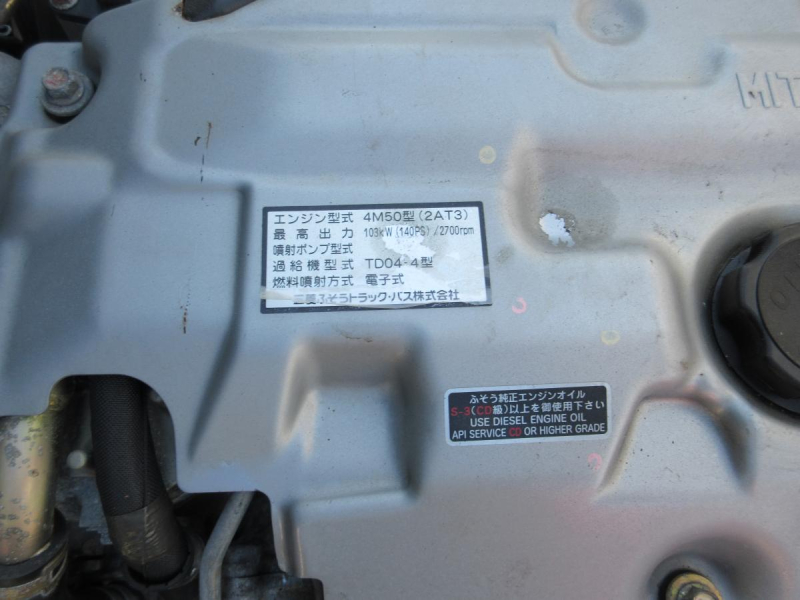 MIT
エンジン型式 4M50型(2AT3)
最高出力 103kW(140PS)/2700rpm
噴射ポンプ型式
過給機型式 TD04-4型
燃料噴射方式 電子式
三菱ふそうトラック・バス株式会社
ふそう純正エンジンオイル
S-3(CD級)以上を御使用下さい
USE DIESEL ENGINE OIL
API SERVICE CD OR HIGHER GRADE